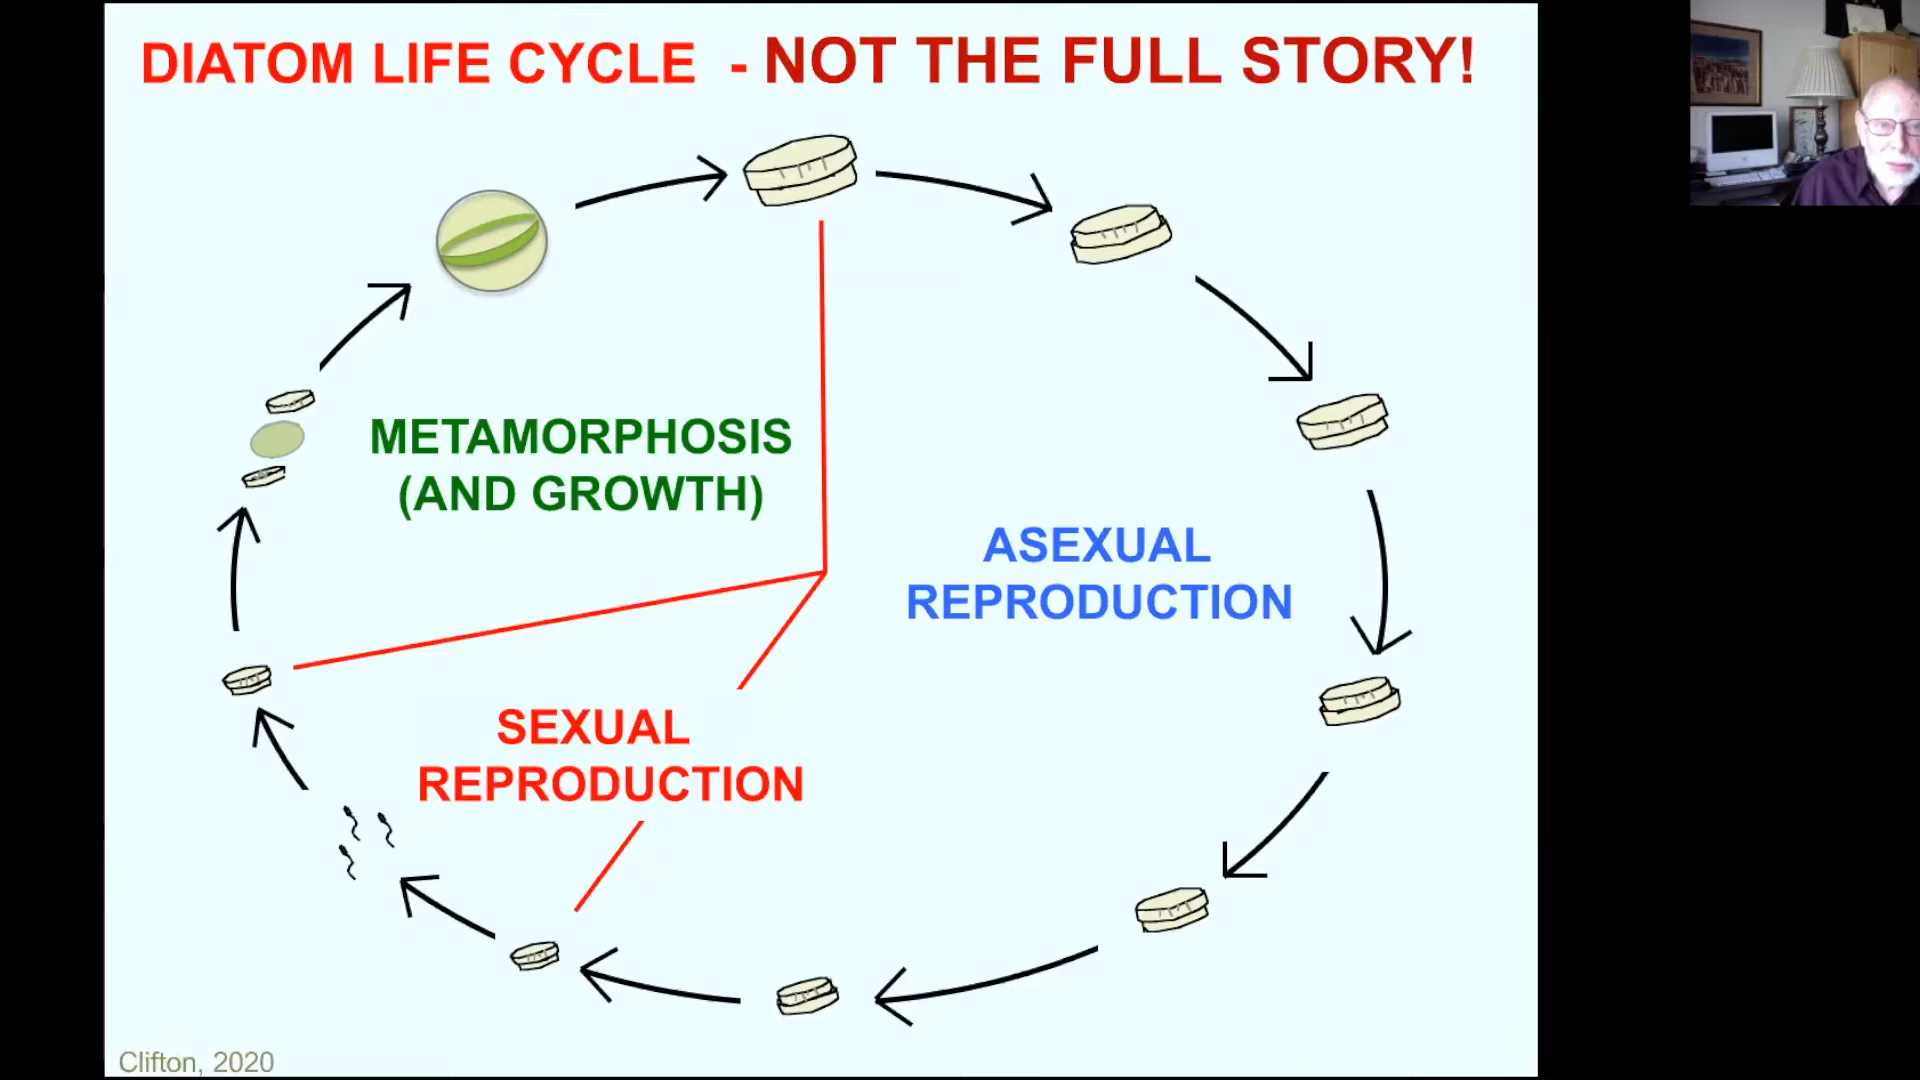 DIATOM LIFE CYCLE - NOT THE FULL STORY!
METAMORPHOSIS
(AND GROWTH)
ASEXUAL
REPRODUCTION
SEXUAL
REPRODUCTION
Clifton, 2020